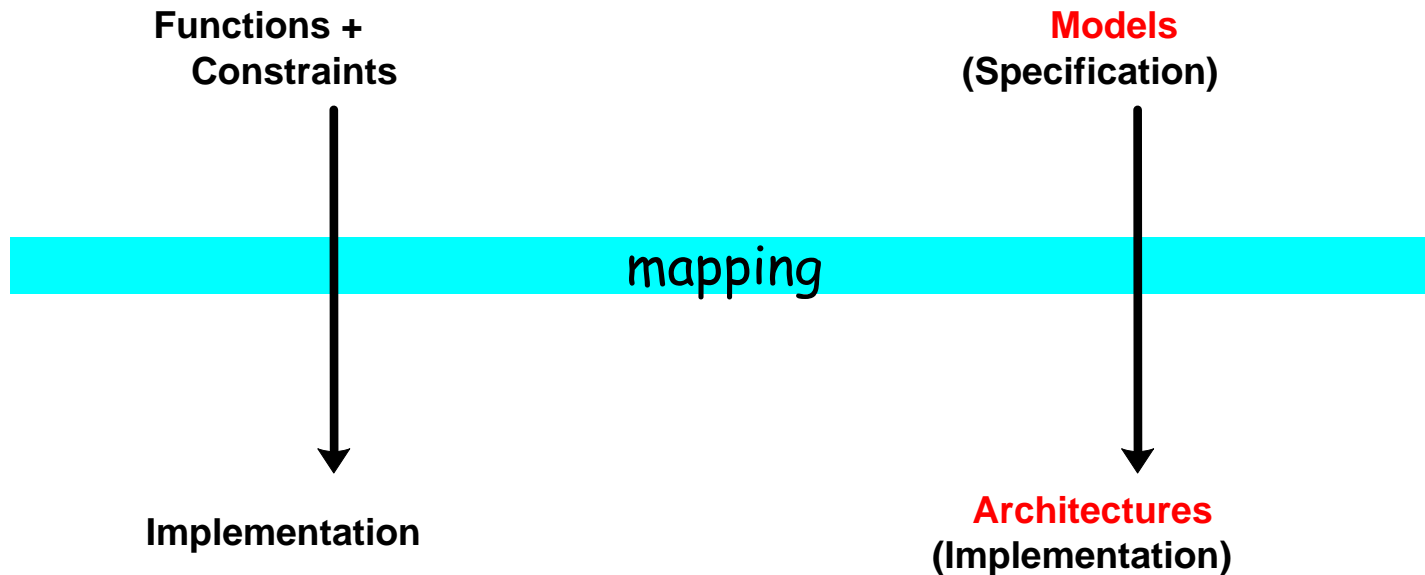 Functions +
Constraints
Models
(Specification)
mapping
Implementation
Architectures
(Implementation)